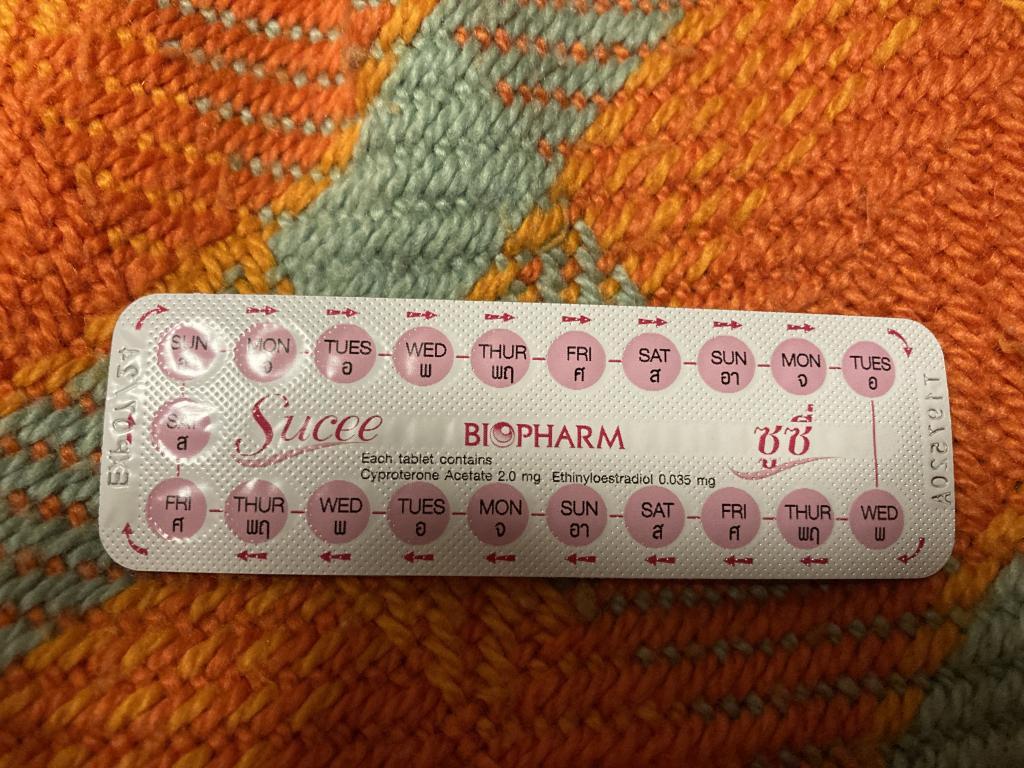 SUN MON TUES WED THUR FRI SAT SUN MON TUES
อา จ อ พ พฤ ศ ส อา จ อ
SAT
ส
Sucee BIOPHARM ซูซี่
Each tablet contains
Cyproterone Acetate 2.0 mg Ethinyloestradiol 0.035 mg
FRI THUR WED TUES MON SUN SAT FRI THUR WED
ศ พฤ พ อ จ อา ส ศ พฤ พ